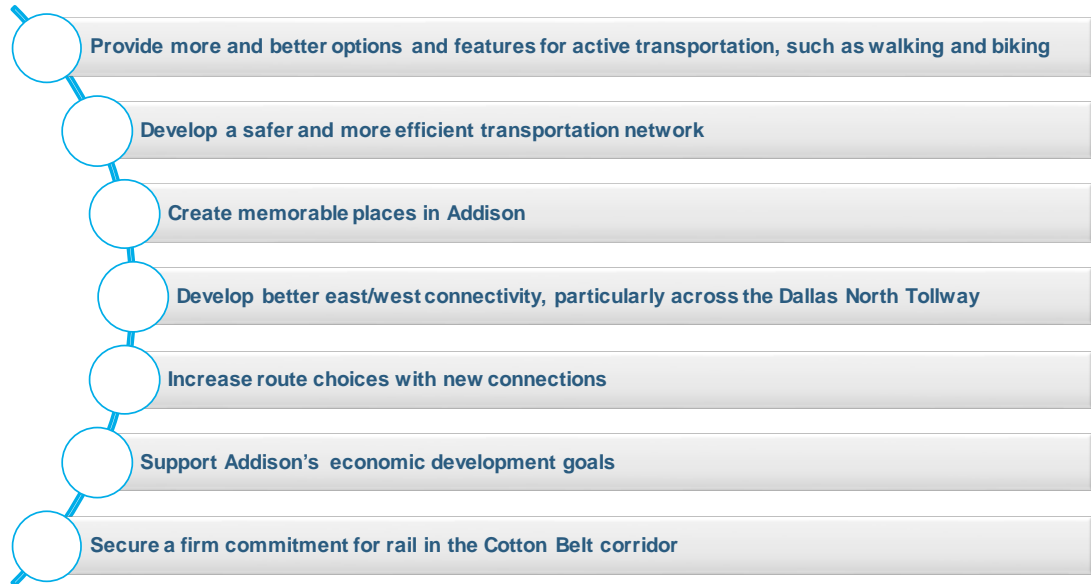 Provide more and better options and features for active transportation, such as walking and biking
Develop a safer and more efficient transportation network
Create memorable places in Addison
Develop better east/west connectivity, particularly across the Dallas North Tollway
Increase route choices with new connections
Support Addison’s economic development goals
Secure a firm commitment for rail in the Cotton Belt corridor